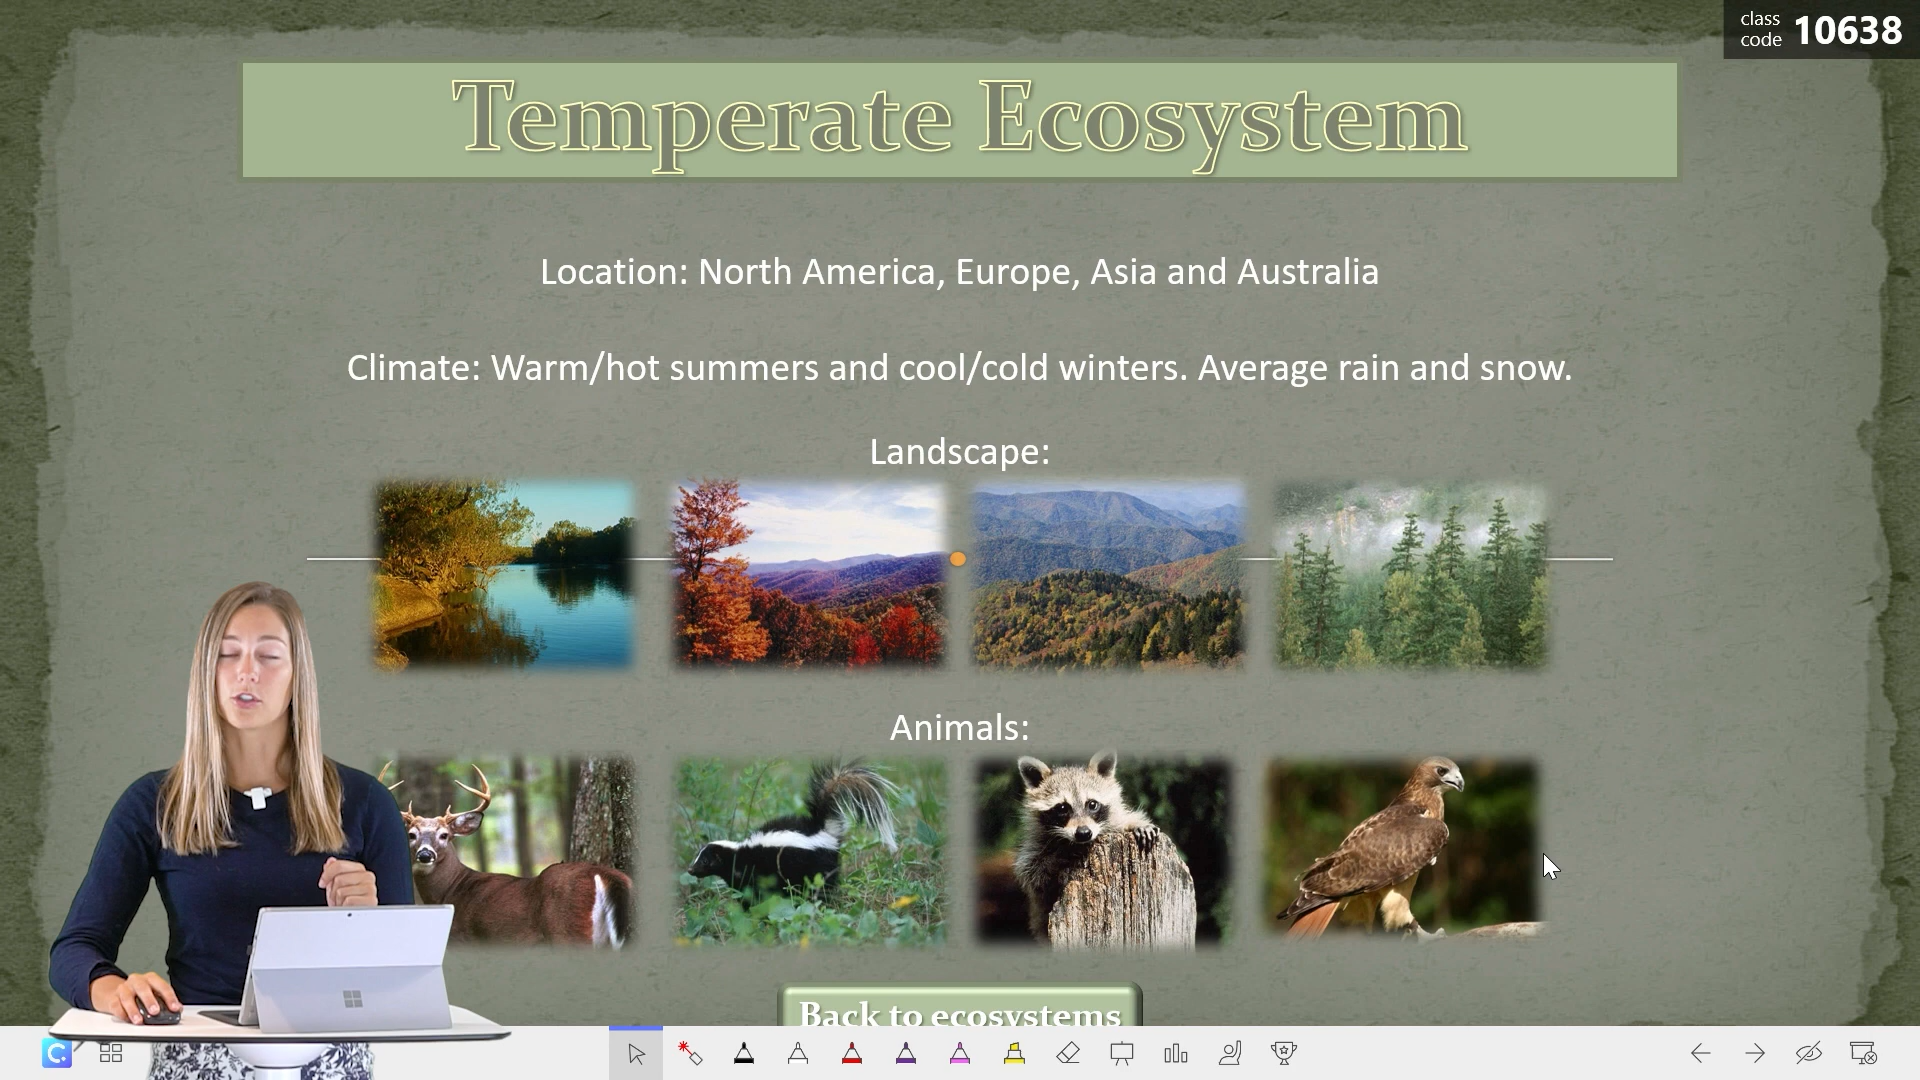 class
code 10638
Temperate Ecosystem
Location: North America, Europe, Asia and Australia
Climate: Warm/hot summers and cool/cold winters. Average rain and snow.
Landscape:
Animals:
Back to ecosystems